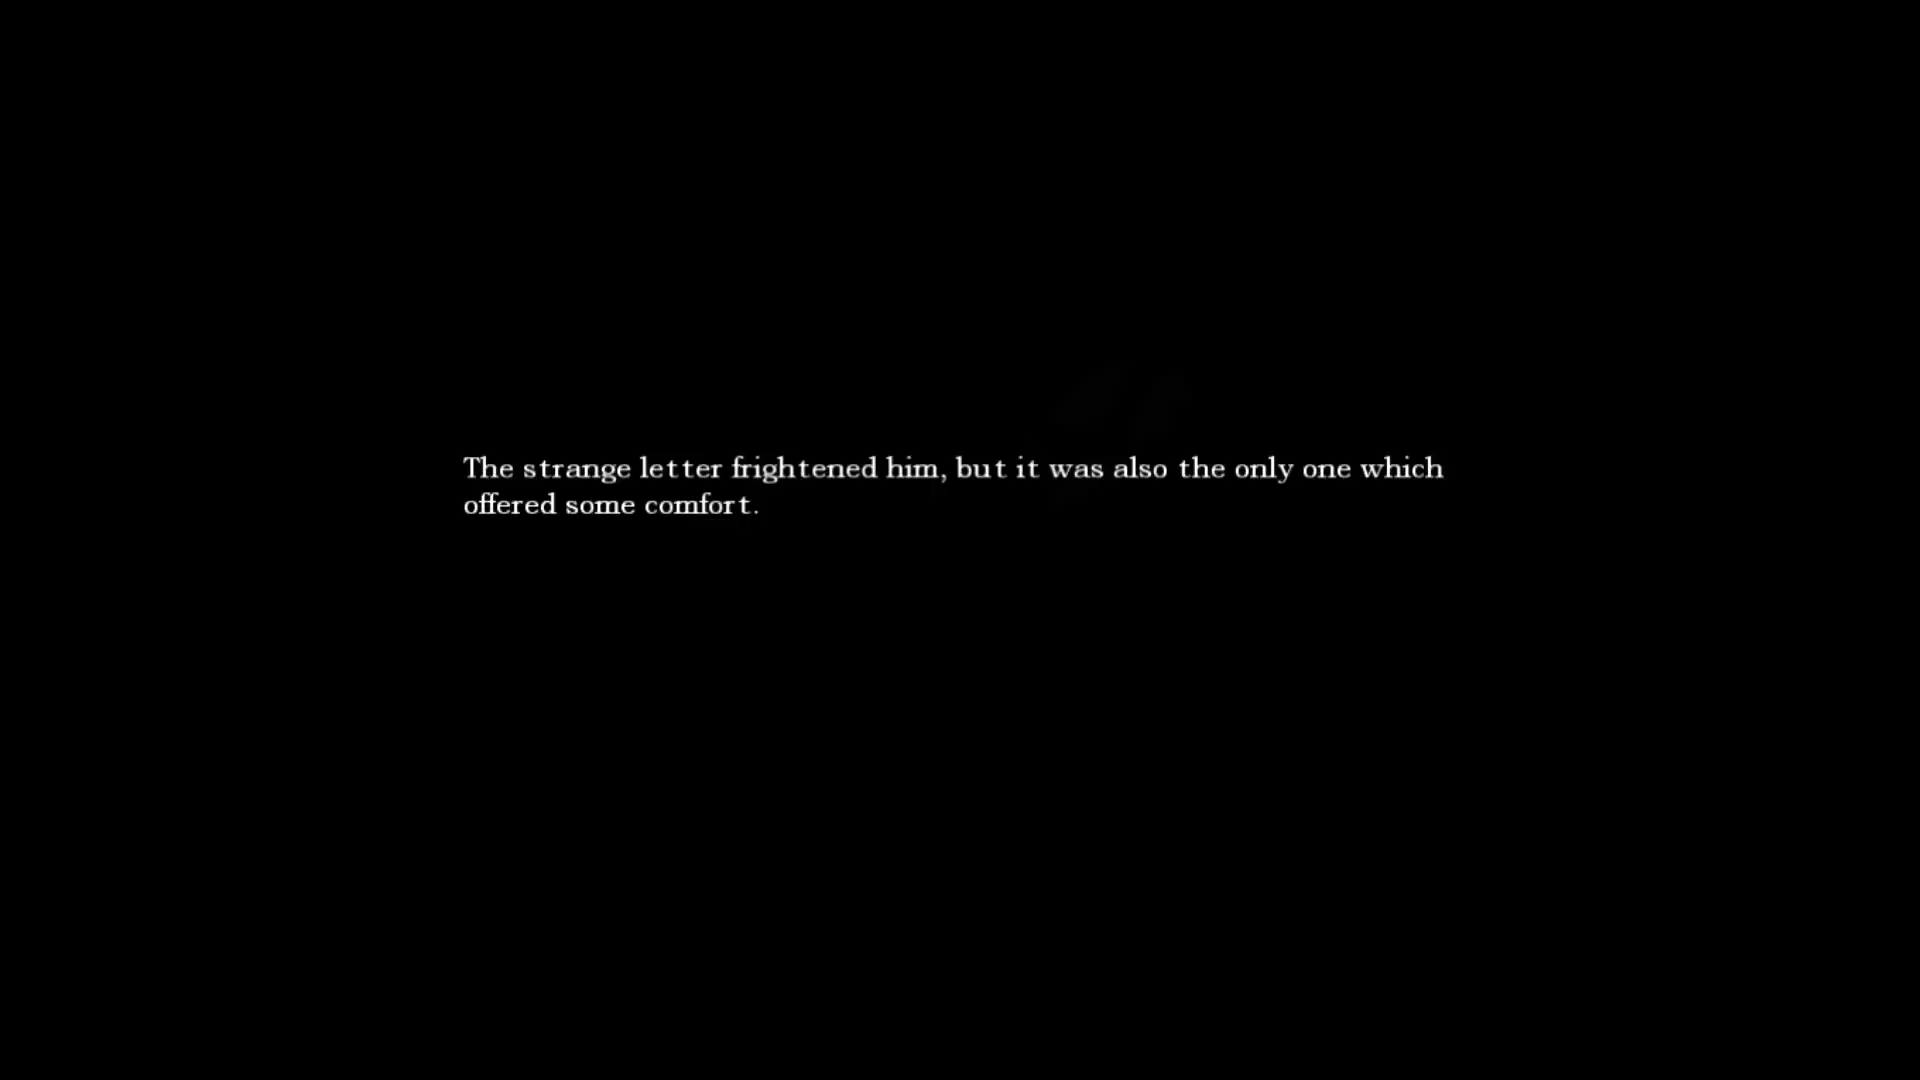 The strange letter frightened him, but it was also the only one which
offered some comfort.